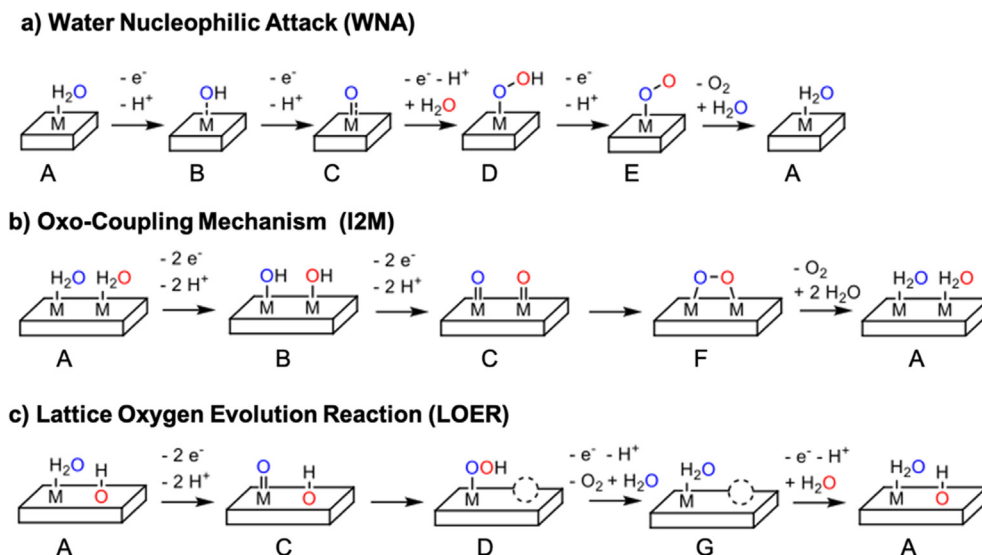 a) Water Nucleophilic Attack (WNA)
H₂O M - e⁻ - H⁺ OH M - e⁻ - H⁺ O M - e⁻ - H⁺ + H₂O O OH M - e⁻ - H⁺ O O M - O₂ + H₂O H₂O M
A B C D E A
b) Oxo-Coupling Mechanism (I2M)
H₂O H₂O M M - 2 e⁻ - 2 H⁺ OH OH M M - 2 e⁻ - 2 H⁺ O O M M O-O M M - O₂ + 2 H₂O H₂O H₂O M M
A B C F A
c) Lattice Oxygen Evolution Reaction (LOER)
H₂O H M O - 2 e⁻ - 2 H⁺ O H M O OOH M - e⁻ - H⁺ - O₂ + H₂O H₂O M - e⁻ - H⁺ + H₂O H₂O H M O
A C D G A